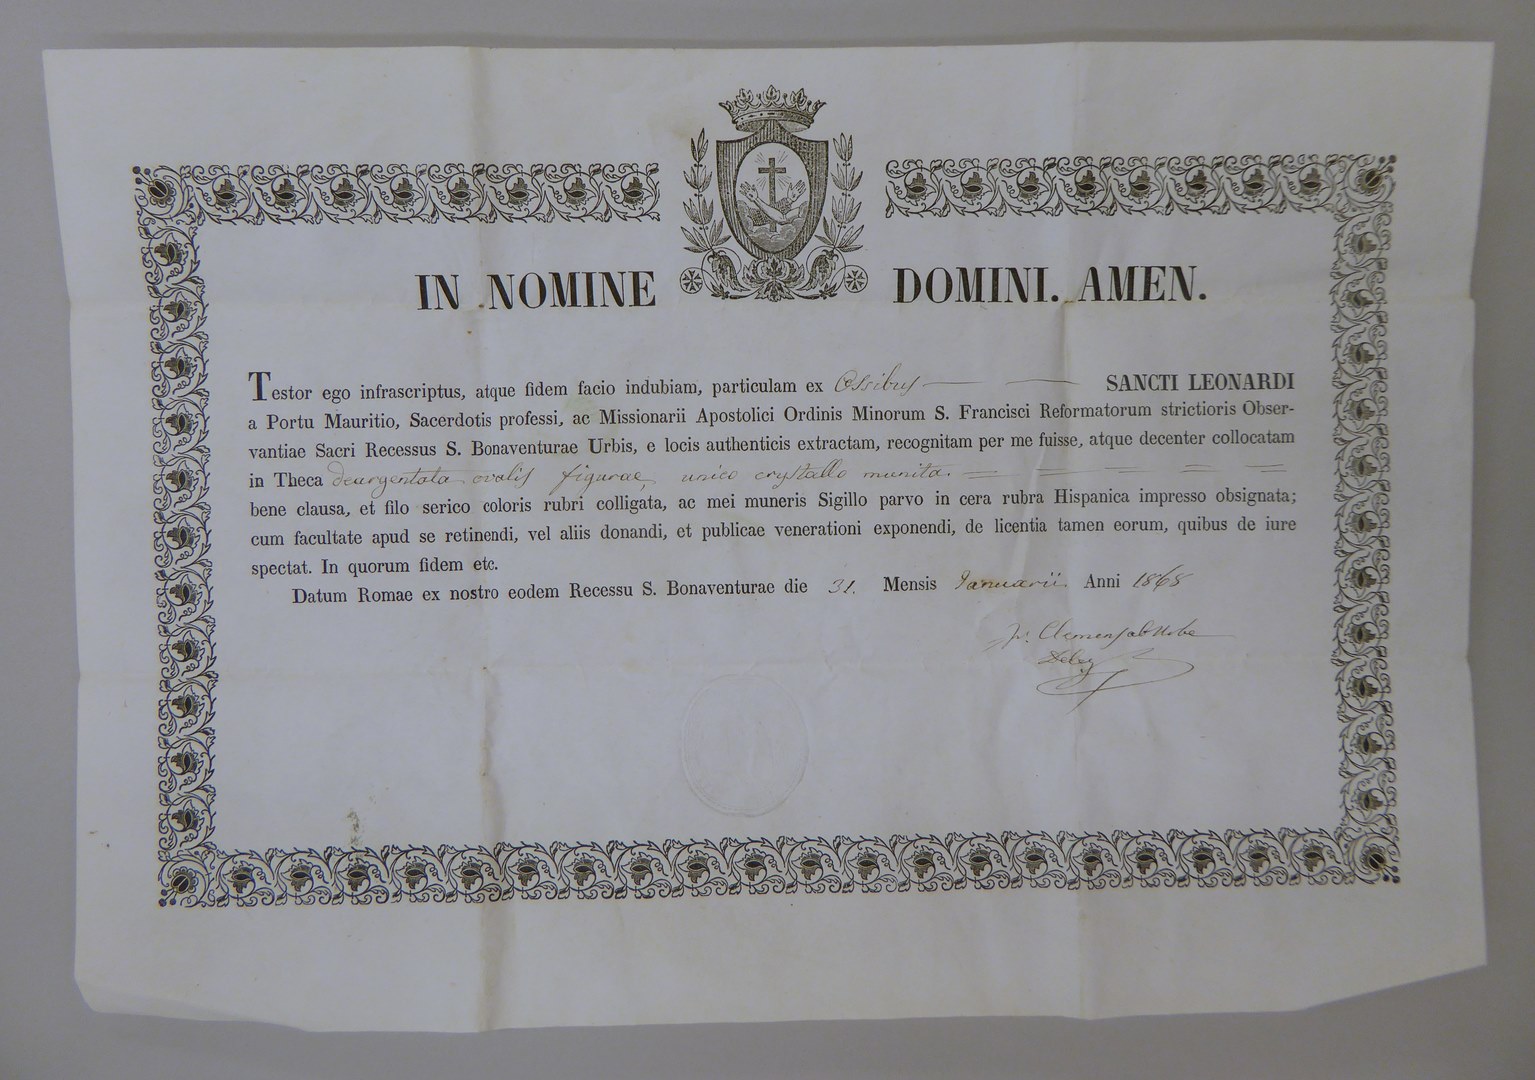 IN NOMINE DOMINI. AMEN.
Testor ego infrascriptus, atque fidem facio indubiam, particulam ex Ossibus SANCTI LEONARDI
a Portu Mauritio, Sacerdotis professi, ac Missionarii Apostolici Ordinis Minorum S. Francisci Reformatorum strictioris Obser-
vantiae Sacri Recessus S. Bonaventurae Urbis, e locis authenticis extractam, recognitam per me fuisse, atque decenter collocatam
in Theca deargentata ovalis figurae, unico crystallo munita.
bene clausa, et filo serico coloris rubri colligata, ac mei muneris Sigillo parvo in cera rubra Hispanica impresso obsignata;
cum facultate apud se retinendi, vel aliis donandi, et publicae venerationi exponendi, de licentia tamen eorum, quibus de iure
spectat. In quorum fidem etc.
Datum Romae ex nostro eodem Recessu S. Bonaventurae die 31. Mensis Ianuarii Anni 1868
Fr. Clemens ab Urbe